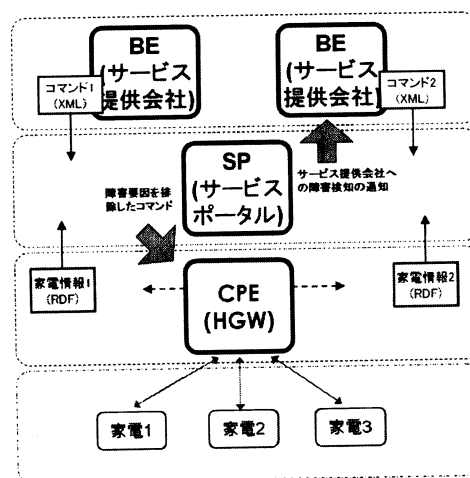 BE
(サービス
提供会社)
コマンド1
(XML)
BE
(サービス
提供会社)
コマンド2
(XML)
SP
(サービス
ポータル)
障害要因を排
除したコマンド
サービス提供会社へ
の障害検知の通知
家電情報1
(RDF)
CPE
(HGW)
家電情報2
(RDF)
家電1
家電2
家電3